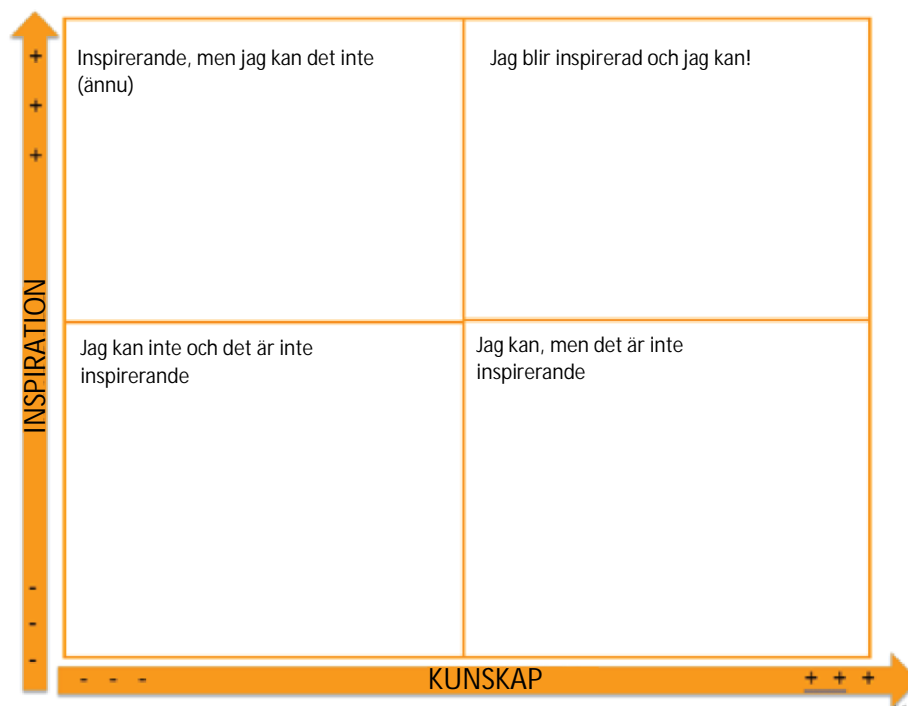 +
+
+
INSPIRATION
-
-
-
Inspirerande, men jag kan det inte
(ännu)
Jag blir inspirerad och jag kan!
Jag kan inte och det är inte
inspirerande
Jag kan, men det är inte
inspirerande
- - - KUNSKAP + + +